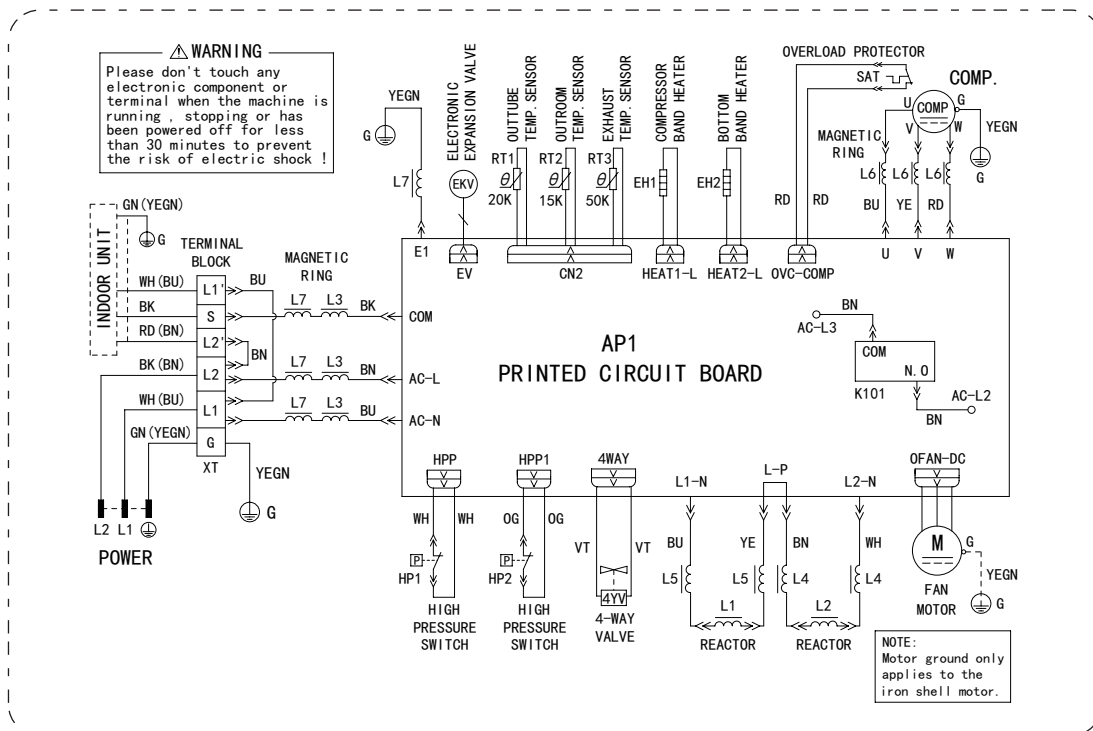 WARNING
Please don't touch any
electronic component or
terminal when the machine is
running , stopping or has
been powered off for less
than 30 minutes to prevent
the risk of electric shock !
YEGN
G
L7
E1
ELECTRONIC
EXPANSION VALVE
EKV
EV
OUTTUBE
TEMP. SENSOR
OUTROOM
TEMP. SENSOR
EXHAUST
TEMP. SENSOR
RT1
RT2
RT3
θ
θ
θ
20K
15K
50K
CN2
COMPRESSOR
BAND HEATER
EH1
HEAT1-L
BOTTOM
BAND HEATER
EH2
HEAT2-L
OVERLOAD PROTECTOR
SAT
RD
RD
OVC-COMP
COMP.
COMP
U
V
W
G
YEGN
G
MAGNETIC
RING
L6
L6
L6
BU
YE
RD
U
V
W
INDOOR UNIT
GN(YEGN)
G
TERMINAL
BLOCK
WH(BU)
BK
RD(BN)
BK(BN)
WH(BU)
GN(YEGN)
L1'
S
L2'
L2
L1
G
XT
BU
BN
YEGN
G
MAGNETIC
RING
L7
L3
BK
COM
L7
L3
BN
AC-L
L7
L3
BU
AC-N
L2
L1
POWER
AP1
PRINTED CIRCUIT BOARD
BN
AC-L3
COM
N.O
K101
AC-L2
BN
HPP
WH
WH
P
HP1
HIGH
PRESSURE
SWITCH
HPP1
OG
OG
P
HP2
HIGH
PRESSURE
SWITCH
4WAY
VT
VT
4YV
4-WAY
VALVE
L1-N
L-P
L2-N
BU
YE
BN
WH
L5
L5
L4
L4
L1
L2
REACTOR
REACTOR
OFAN-DC
M
G
YEGN
G
FAN
MOTOR
NOTE:
Motor ground only
applies to the
iron shell motor.